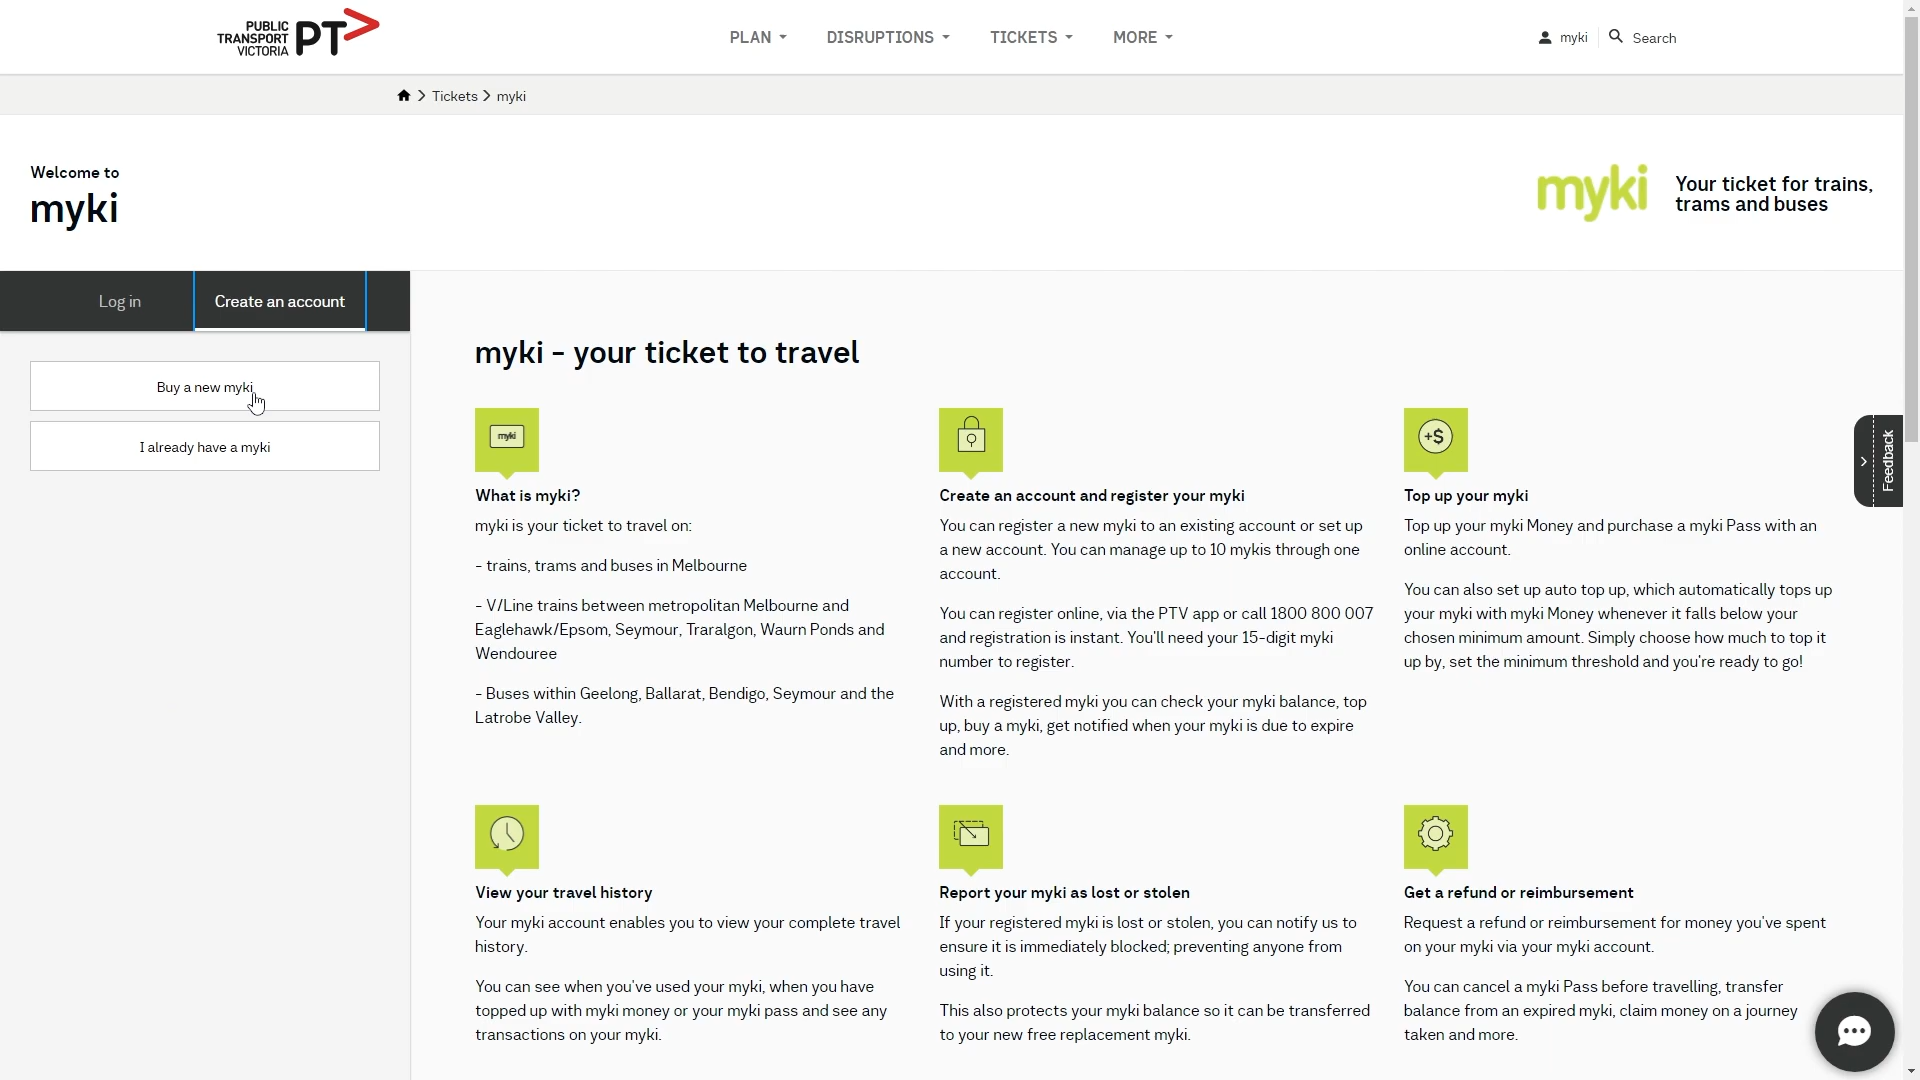 PUBLIC
TRANSPORT
VICTORIA
PT
PLAN
DISRUPTIONS
TICKETS
MORE
myki
Search
Tickets
myki
Welcome to
myki
myki
Your ticket for trains,
trams and buses
Log in
Create an account
Buy a new myki
I already have a myki
myki - your ticket to travel
myki
What is myki?
myki is your ticket to travel on:
- trains, trams and buses in Melbourne
- V/Line trains between metropolitan Melbourne and
Eaglehawk/Epsom, Seymour, Traralgon, Waurn Ponds and
Wendouree
- Buses within Geelong, Ballarat, Bendigo, Seymour and the
Latrobe Valley.
Create an account and register your myki
You can register a new myki to an existing account or set up
a new account. You can manage up to 10 mykis through one
account.
You can register online, via the PTV app or call 1800 800 007
and registration is instant. You'll need your 15-digit myki
number to register.
With a registered myki you can check your myki balance, top
up, buy a myki, get notified when your myki is due to expire
and more.
+$
Top up your myki
Top up your myki Money and purchase a myki Pass with an
online account.
You can also set up auto top up, which automatically tops up
your myki with myki Money whenever it falls below your
chosen minimum amount. Simply choose how much to top it
up by, set the minimum threshold and you're ready to go!
Feedback
View your travel history
Your myki account enables you to view your complete travel
history.
You can see when you've used your myki, when you have
topped up with myki money or your myki pass and see any
transactions on your myki.
Report your myki as lost or stolen
If your registered myki is lost or stolen, you can notify us to
ensure it is immediately blocked; preventing anyone from
using it.
This also protects your myki balance so it can be transferred
to your new free replacement myki.
Get a refund or reimbursement
Request a refund or reimbursement for money you've spent
on your myki via your myki account.
You can cancel a myki Pass before travelling, transfer
balance from an expired myki, claim money on a journey
taken and more.